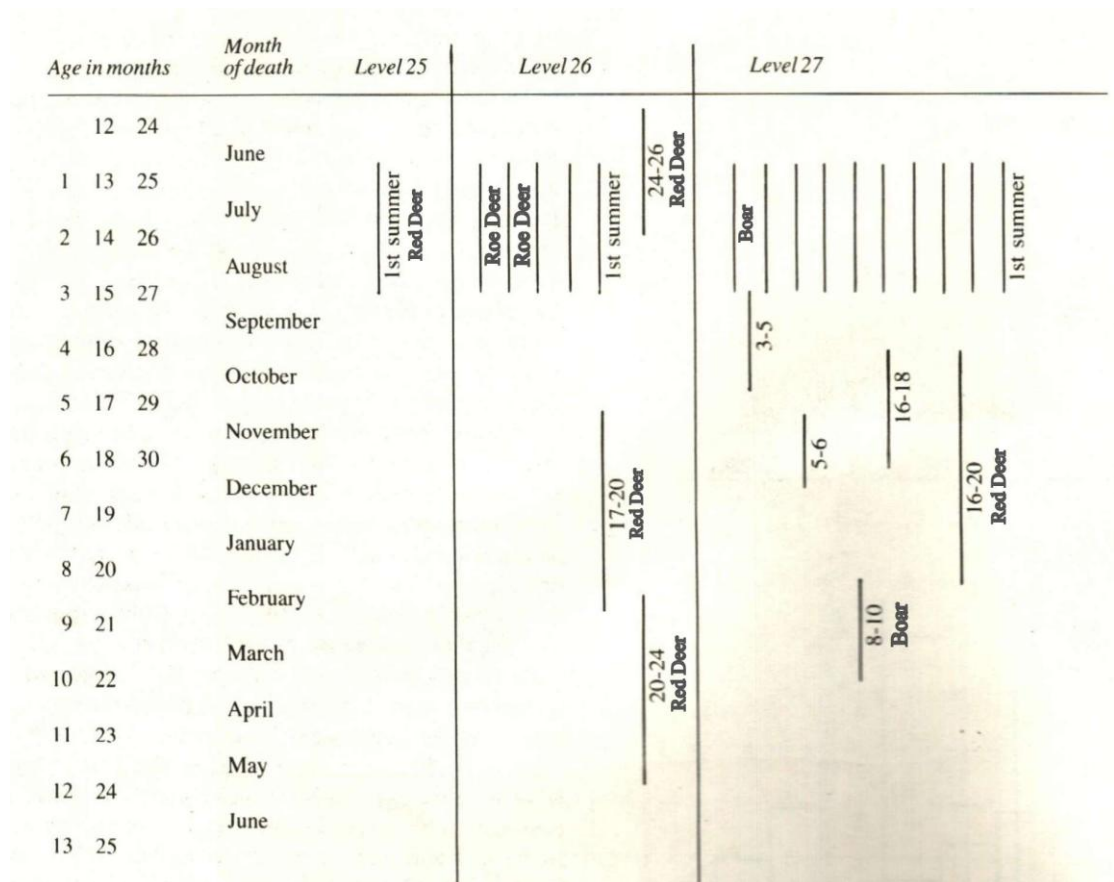 Age in months Month of death Level 25 Level 26 Level 27
12 24
June
1 13 25
July
2 14 26
August
3 15 27
September
4 16 28
October
5 17 29
November
6 18 30
December
7 19
January
8 20
February
9 21
March
10 22
April
11 23
May
12 24
June
13 25
1st summer
Red Deer
Roe Deer
Roe Deer
1st summer
24-26
Red Deer
17-20
Red Deer
20-24
Red Deer
Boar
1st summer
3-5
5-6
16-18
16-20
Red Deer
8-10
Boar